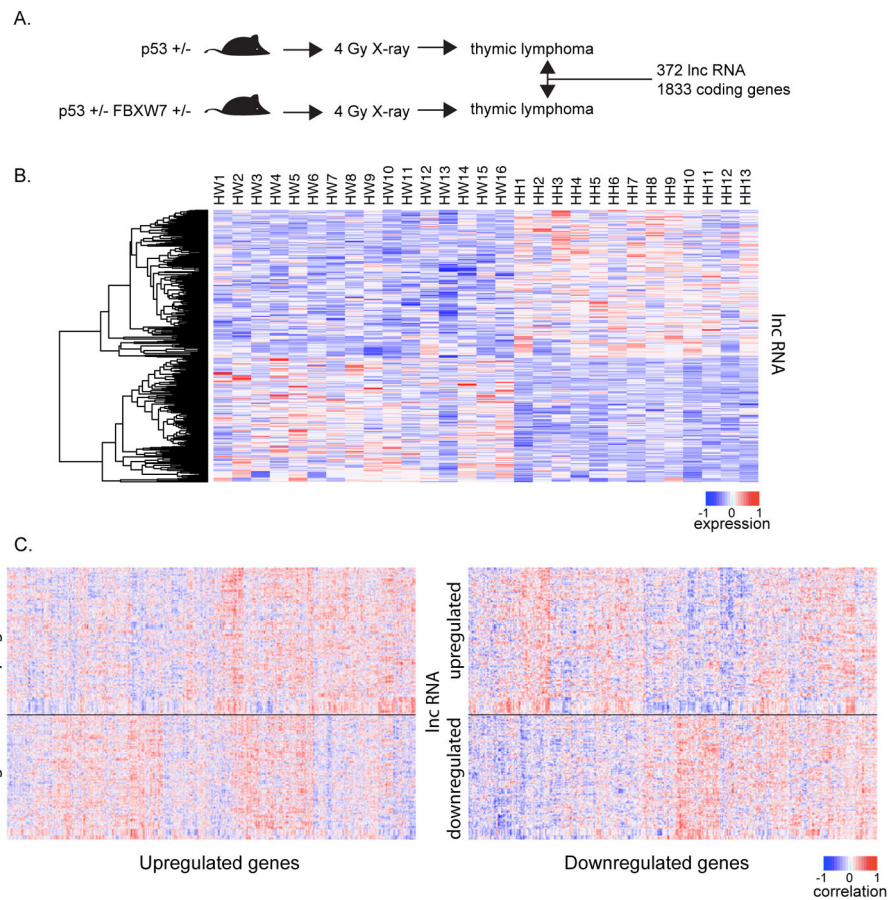 A.
p53 +/-
4 Gy X-ray
thymic lymphoma
372 lnc RNA
1833 coding genes
p53 +/- FBXW7 +/-
4 Gy X-ray
thymic lymphoma
B.
HW1 HW2 HW3 HW4 HW5 HW6 HW7 HW8 HW9 HW10 HW11 HW12 HW13 HW14 HW15 HW16 HH1 HH2 HH3 HH4 HH5 HH6 HH7 HH8 HH9 HH10 HH11 HH12 HH13
lnc RNA
-1 0 1
expression
C.
lnc RNA
upregulated
downregulated
Upregulated genes
Downregulated genes
-1 0 1
correlation